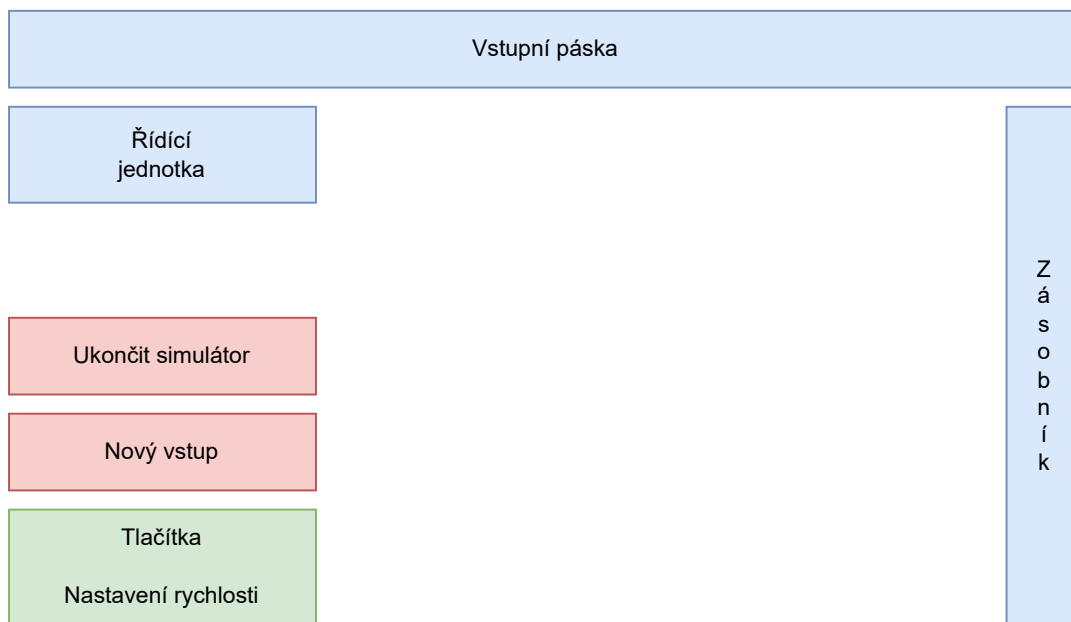 Vstupní páska
Řídící
jednotka
Z
á
s
o
b
n
í
k
Ukončit simulátor
Nový vstup
Tlačítka
Nastavení rychlosti